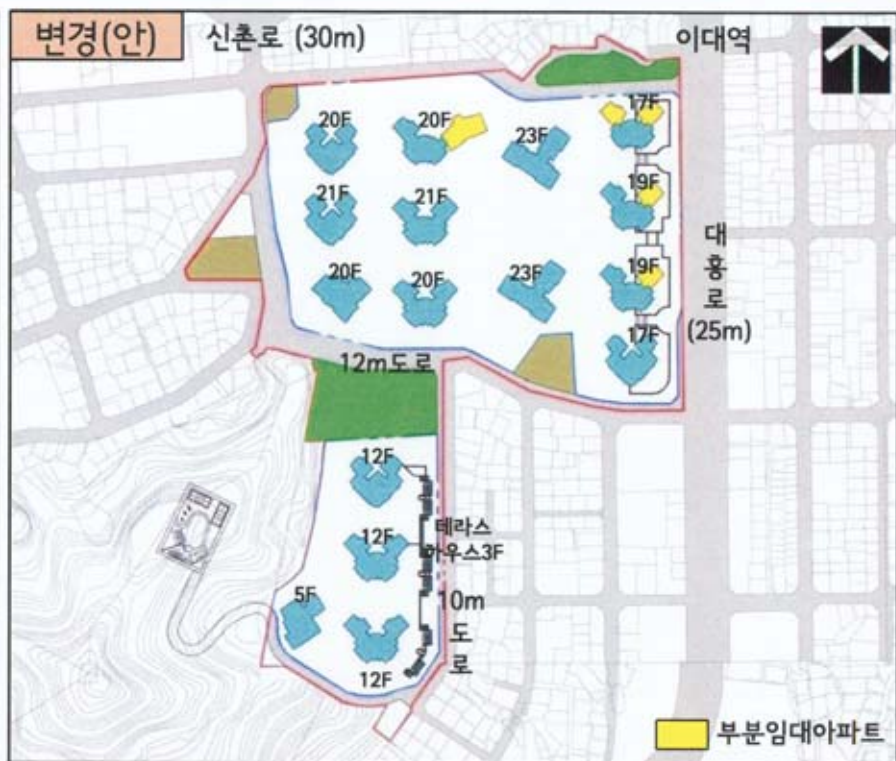 변경(안)
신촌로 (30m)
이대역
20F
20F
23F
17F
21F
21F
19F
20F
20F
23F
19F
17F
대흥로
(25m)
12m도로
12F
12F
테라스
하우스3F
5F
10m
도로
12F
부분임대아파트